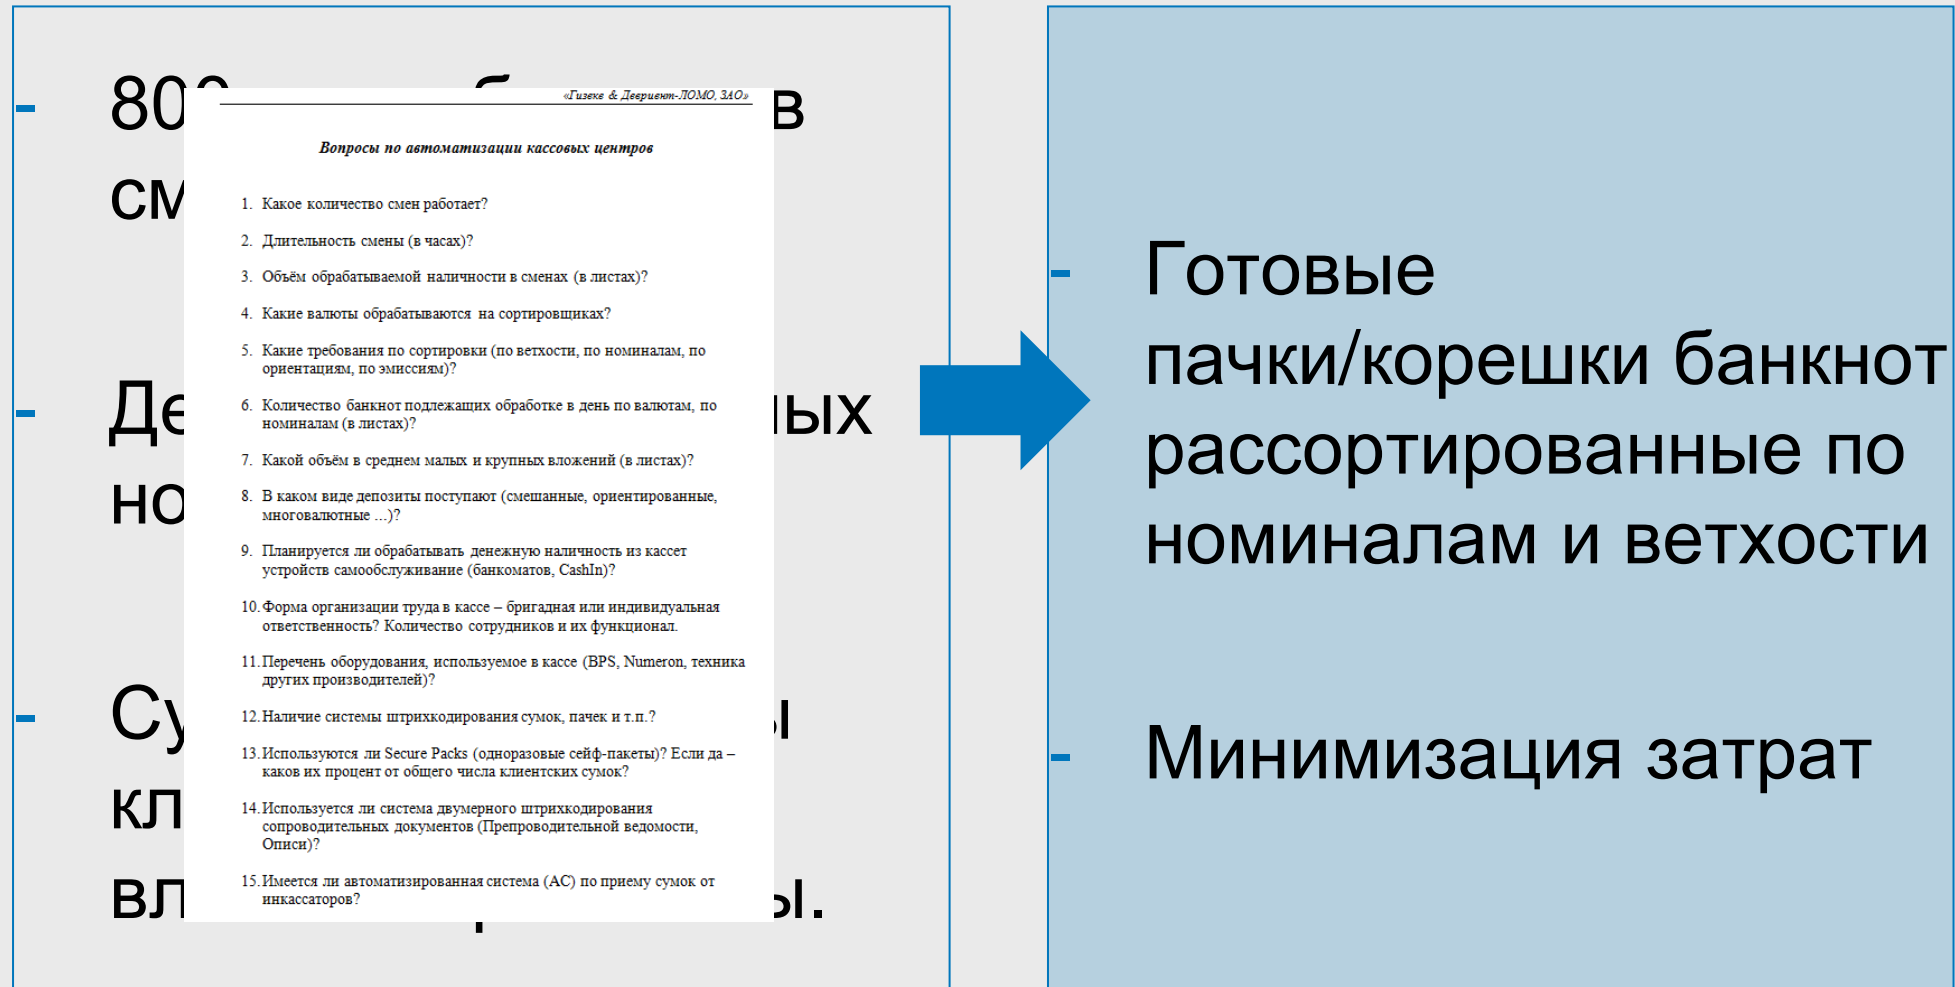 «Гизеке & Девриент-ЛОМО, ЗАО»
Вопросы по автоматизации кассовых центров
1. Какое количество смен работает?
2. Длительность смены (в часах)?
3. Объём обрабатываемой наличности в сменах (в листах)?
4. Какие валюты обрабатываются на сортировщиках?
5. Какие требования по сортировки (по ветхости, по номиналам, по
ориентациям, по эмиссиям)?
6. Количество банкнот подлежащих обработке в день по валютам, по
номиналам (в листах)?
7. Какой объём в среднем малых и крупных вложений (в листах)?
8. В каком виде депозиты поступают (смешанные, ориентированные,
многовалютные ...)?
9. Планируется ли обрабатывать денежную наличность из кассет
устройств самообслуживание (банкоматов, CashIn)?
10. Форма организации труда в кассе – бригадная или индивидуальная
ответственность? Количество сотрудников и их функционал.
11. Перечень оборудования, используемое в кассе (BPS, Numeron, техника
других производителей)?
12. Наличие системы штрихкодирования сумок, пачек и т.п.?
13. Используются ли Secure Packs (одноразовые сейф-пакеты)? Если да –
каков их процент от общего числа клиентских сумок?
14. Используется ли система двумерного штрихкодирования
сопроводительных документов (Препроводительной ведомости,
Описи)?
15. Имеется ли автоматизированная система (АС) по приему сумок от
инкассаторов?
- Готовые
пачки/корешки банкнот
рассортированные по
номиналам и ветхости
- Минимизация затрат